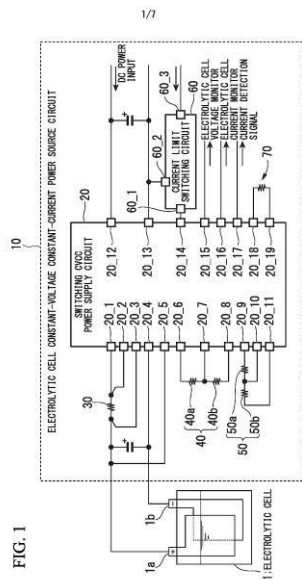 1/7
FIG. 1
10
ELECTROLYTIC CELL CONSTANT-VOLTAGE CONSTANT-CURRENT POWER SOURCE CIRCUIT
DC POWER
INPUT
20
SWITCHING CVCC
POWER SUPPLY CIRCUIT
30
20_1
20_2
20_3
20_4
20_5
20_6
20_7
20_8
20_9
20_10
20_11
20_12
20_13
20_14
20_15
20_16
20_17
20_18
20_19
60_1
60_2
60_3
60
CURRENT LIMIT
SWITCHING CIRCUIT
ELECTROLYTIC CELL
VOLTAGE MONITOR
ELECTROLYTIC CELL
CURRENT MONITOR
CURRENT DETECTION
SIGNAL
70
40a
40b
40
50a
50b
50
1a
1b
+
−
+
+
1:ELECTROLYTIC CELL